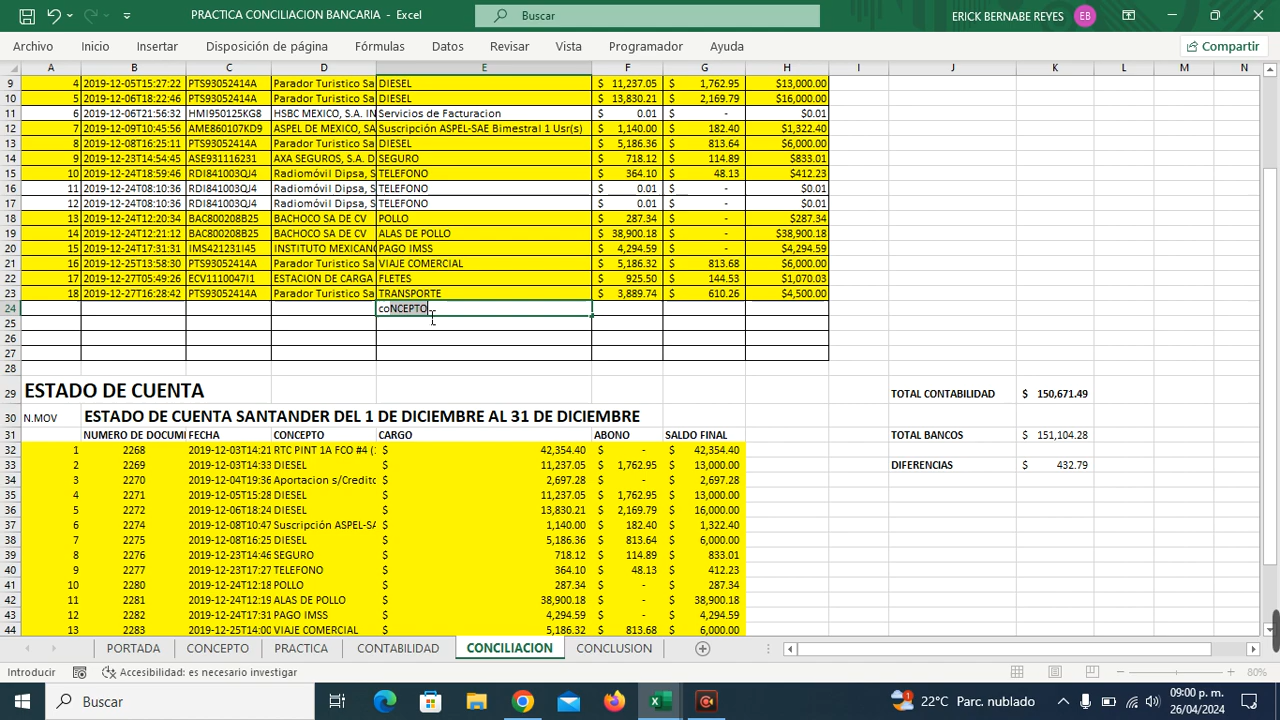 PRACTICA CONCILIACION BANCARIA - Excel
Buscar
ERICK BERNABE REYES EB
Archivo Inicio Insertar Disposición de página Fórmulas Datos Revisar Vista Programador Ayuda Compartir
A B C D E F G H I J K L M N
9 4 2019-12-05T15:27:22 PTS93052414A Parador Turistico Sa DIESEL $ 11,237.05 $ 1,762.95 $13,000.00
10 5 2019-12-06T18:22:46 PTS93052414A Parador Turistico Sa DIESEL $ 13,830.21 $ 2,169.79 $16,000.00
11 6 2019-12-06T21:56:32 HMI950125KG8 HSBC MEXICO, S.A. IN Servicios de Facturacion $ 0.01 $ - $0.01
12 7 2019-12-09T10:45:56 AME860107KD9 ASPEL DE MEXICO, SA Suscripción ASPEL-SAE Bimestral 1 Usr(s) $ 1,140.00 $ 182.40 $1,322.40
13 8 2019-12-08T16:25:11 PTS93052414A Parador Turistico Sa DIESEL $ 5,186.36 $ 813.64 $6,000.00
14 9 2019-12-23T14:54:45 ASE931116231 AXA SEGUROS, S.A. D SEGURO $ 718.12 $ 114.89 $833.01
15 10 2019-12-24T18:59:46 RDI841003QJ4 Radiomóvil Dipsa, S TELEFONO $ 364.10 $ 48.13 $412.23
16 11 2019-12-24T08:10:36 RDI841003QJ4 Radiomóvil Dipsa, S TELEFONO $ 0.01 $ - $0.01
17 12 2019-12-24T08:10:36 RDI841003QJ4 Radiomóvil Dipsa, S TELEFONO $ 0.01 $ - $0.01
18 13 2019-12-24T12:20:34 BAC800208B25 BACHOCO SA DE CV POLLO $ 287.34 $ - $287.34
19 14 2019-12-24T12:21:12 BAC800208B25 BACHOCO SA DE CV ALAS DE POLLO $ 38,900.18 $ - $38,900.18
20 15 2019-12-24T17:31:31 IMS421231I45 INSTITUTO MEXICANO PAGO IMSS $ 4,294.59 $ - $4,294.59
21 16 2019-12-25T13:58:30 PTS93052414A Parador Turistico Sa VIAJE COMERCIAL $ 5,186.32 $ 813.68 $6,000.00
22 17 2019-12-27T05:49:26 ECV1110047I1 ESTACION DE CARGA FLETES $ 925.50 $ 144.53 $1,070.03
23 18 2019-12-27T16:28:42 PTS93052414A Parador Turistico Sa TRANSPORTE $ 3,889.74 $ 610.26 $4,500.00
24 coNCEPTO
25
26
27
28
29 ESTADO DE CUENTA TOTAL CONTABILIDAD $ 150,671.49
30 N.MOV ESTADO DE CUENTA SANTANDER DEL 1 DE DICIEMBRE AL 31 DE DICIEMBRE
31 NUMERO DE DOCUMI FECHA CONCEPTO CARGO ABONO SALDO FINAL TOTAL BANCOS $ 151,104.28
32 1 2268 2019-12-03T14:21 RTC PINT 1A FCO #4 (: $ 42,354.40 $ - $ 42,354.40
33 2 2269 2019-12-03T14:33 DIESEL $ 11,237.05 $ 1,762.95 $ 13,000.00 DIFERENCIAS $ 432.79
34 3 2270 2019-12-04T19:36 Aportacion s/Credito $ 2,697.28 $ - $ 2,697.28
35 4 2271 2019-12-05T15:28 DIESEL $ 11,237.05 $ 1,762.95 $ 13,000.00
36 5 2272 2019-12-06T18:24 DIESEL $ 13,830.21 $ 2,169.79 $ 16,000.00
37 6 2274 2019-12-08T10:47 Suscripción ASPEL-SA $ 1,140.00 $ 182.40 $ 1,322.40
38 7 2275 2019-12-08T16:25 DIESEL $ 5,186.36 $ 813.64 $ 6,000.00
39 8 2276 2019-12-23T14:46 SEGURO $ 718.12 $ 114.89 $ 833.01
40 9 2277 2019-12-23T17:27 TELEFONO $ 364.10 $ 48.13 $ 412.23
41 10 2280 2019-12-24T12:18 POLLO $ 287.34 $ - $ 287.34
42 11 2281 2019-12-24T12:19 ALAS DE POLLO $ 38,900.18 $ - $ 38,900.18
43 12 2282 2019-12-24T17:31 PAGO IMSS $ 4,294.59 $ - $ 4,294.59
44 13 2283 2019-12-25T14:00 VIAJE COMERCIAL $ 5,186.32 $ 813.68 $ 6,000.00
PORTADA CONCEPTO PRACTICA CONTABILIDAD CONCILIACION CONCLUSION
Introducir Accesibilidad: es necesario investigar 80%
Buscar 22°C Parc. nublado 09:00 p. m.
26/04/2024